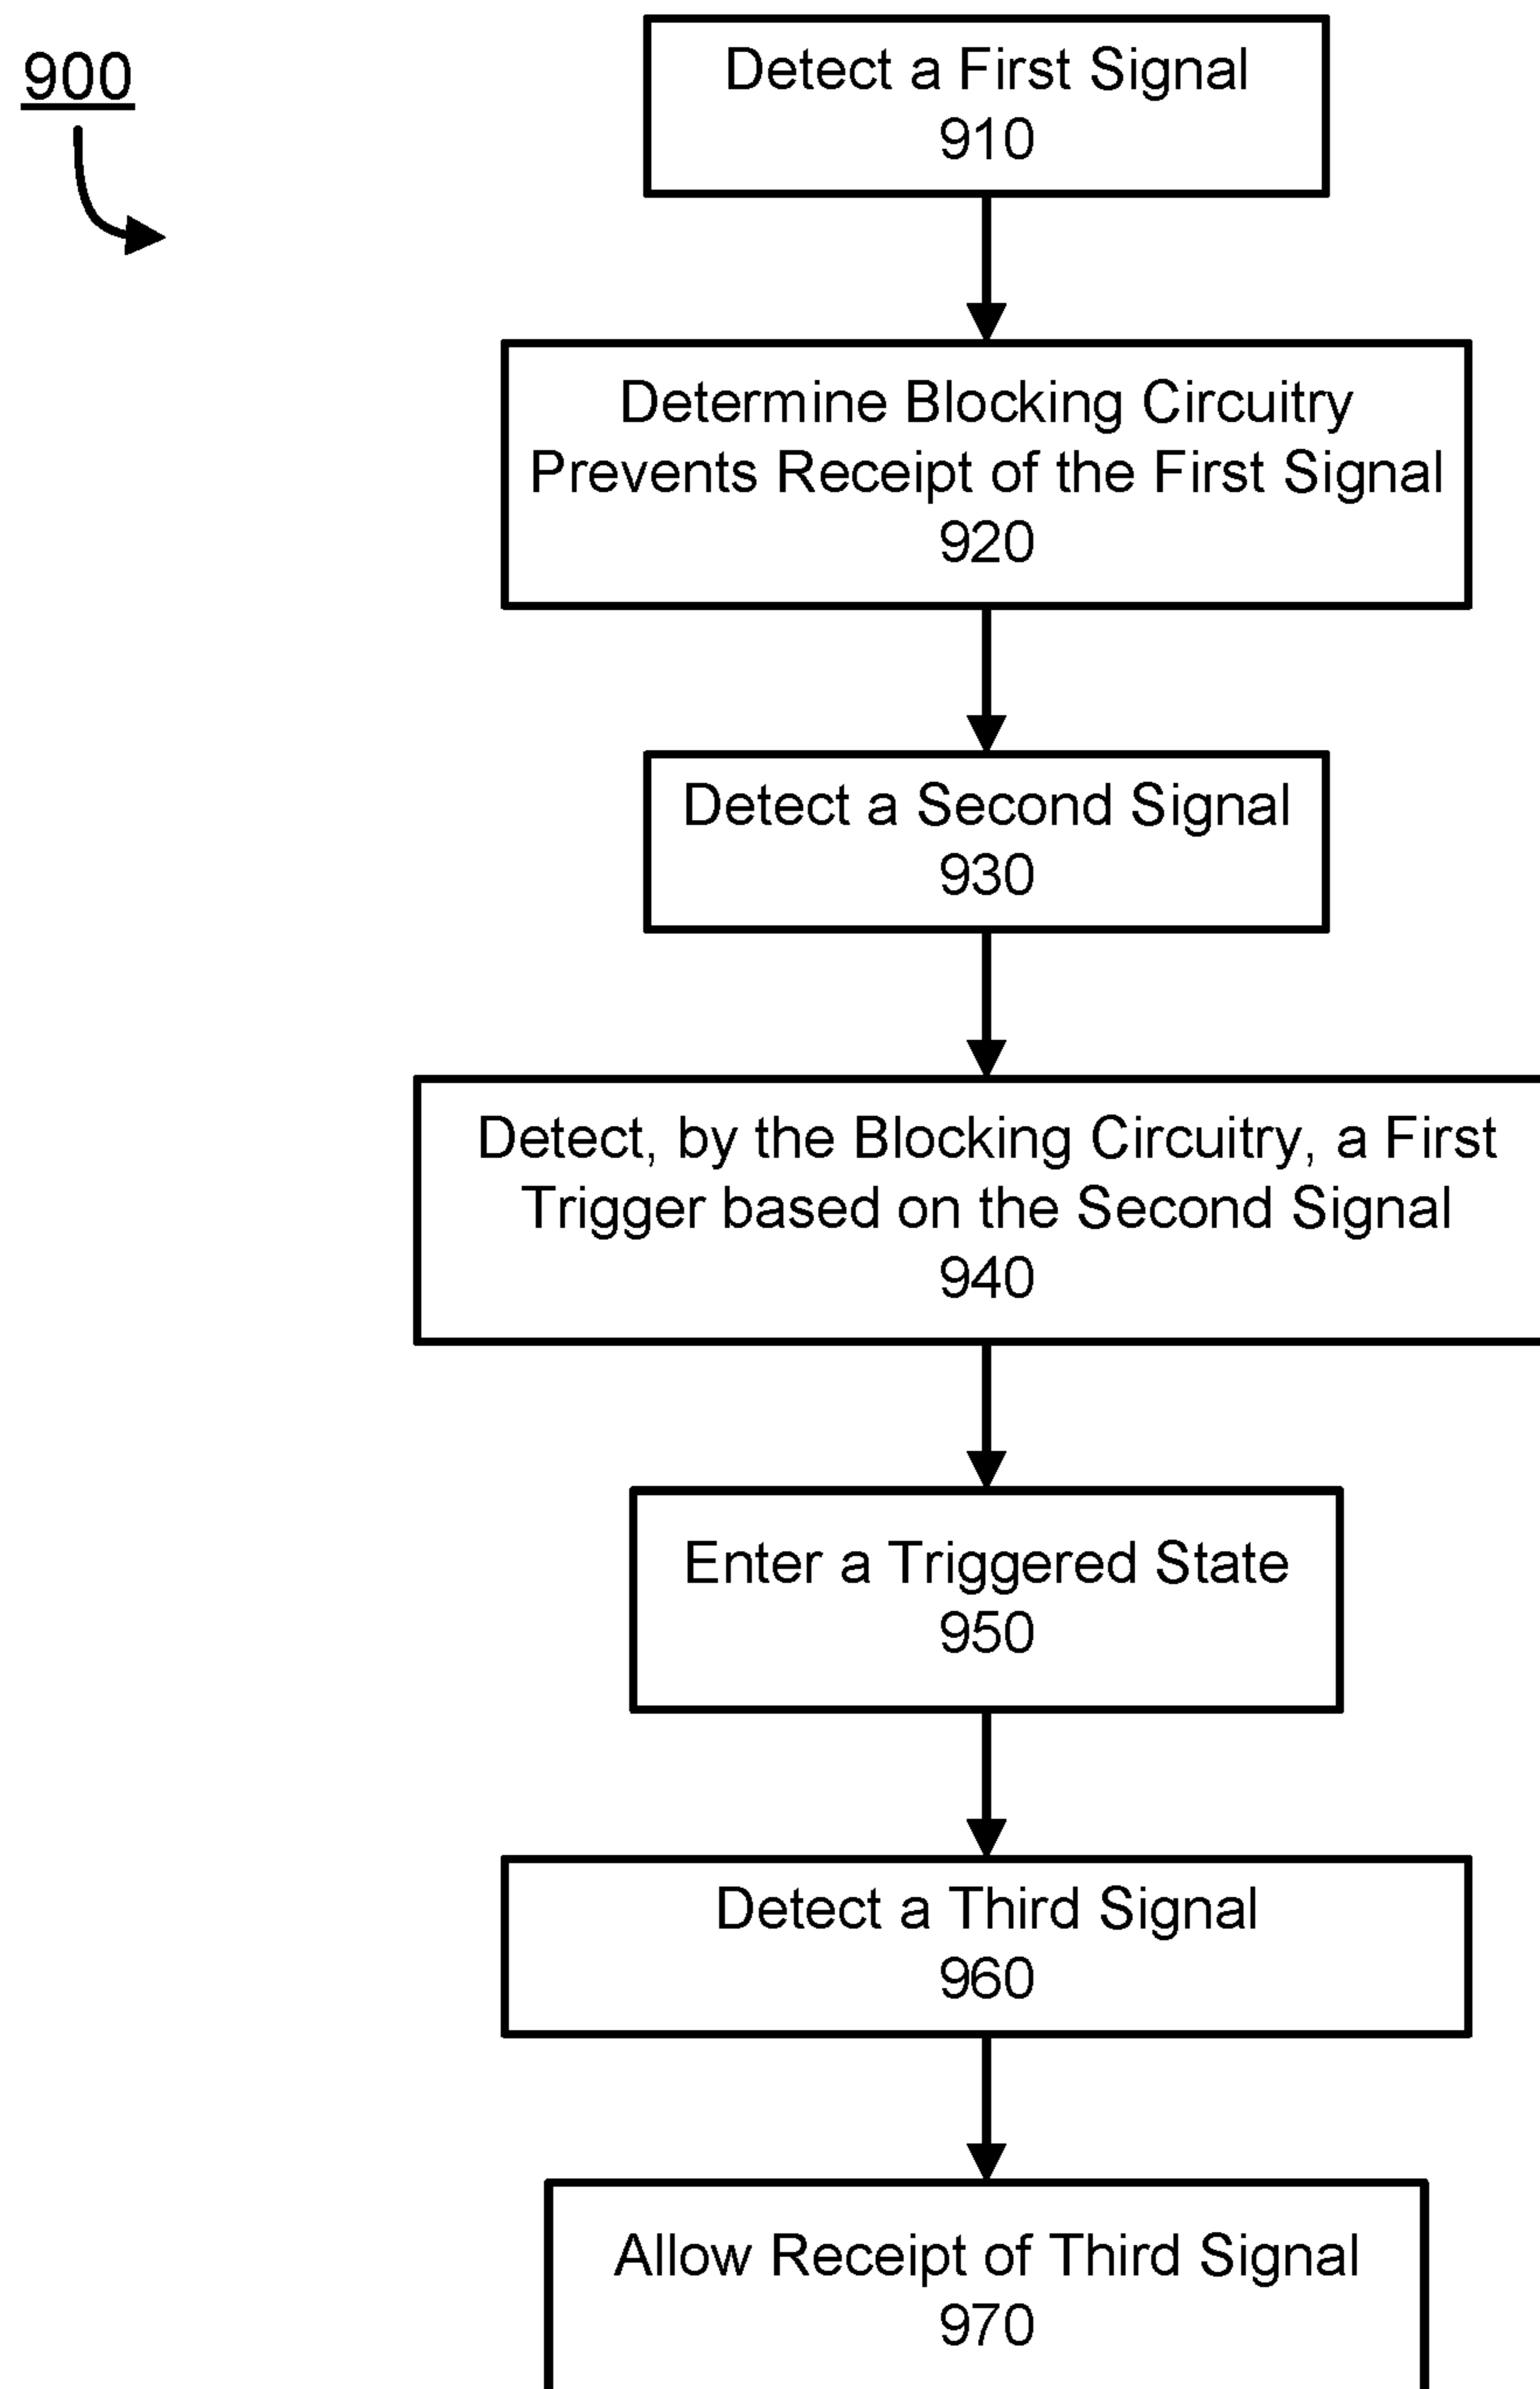 900
Detect a First Signal
910
Determine Blocking Circuitry
Prevents Receipt of the First Signal
920
Detect a Second Signal
930
Detect, by the Blocking Circuitry, a First
Trigger based on the Second Signal
940
Enter a Triggered State
950
Detect a Third Signal
960
Allow Receipt of Third Signal
970